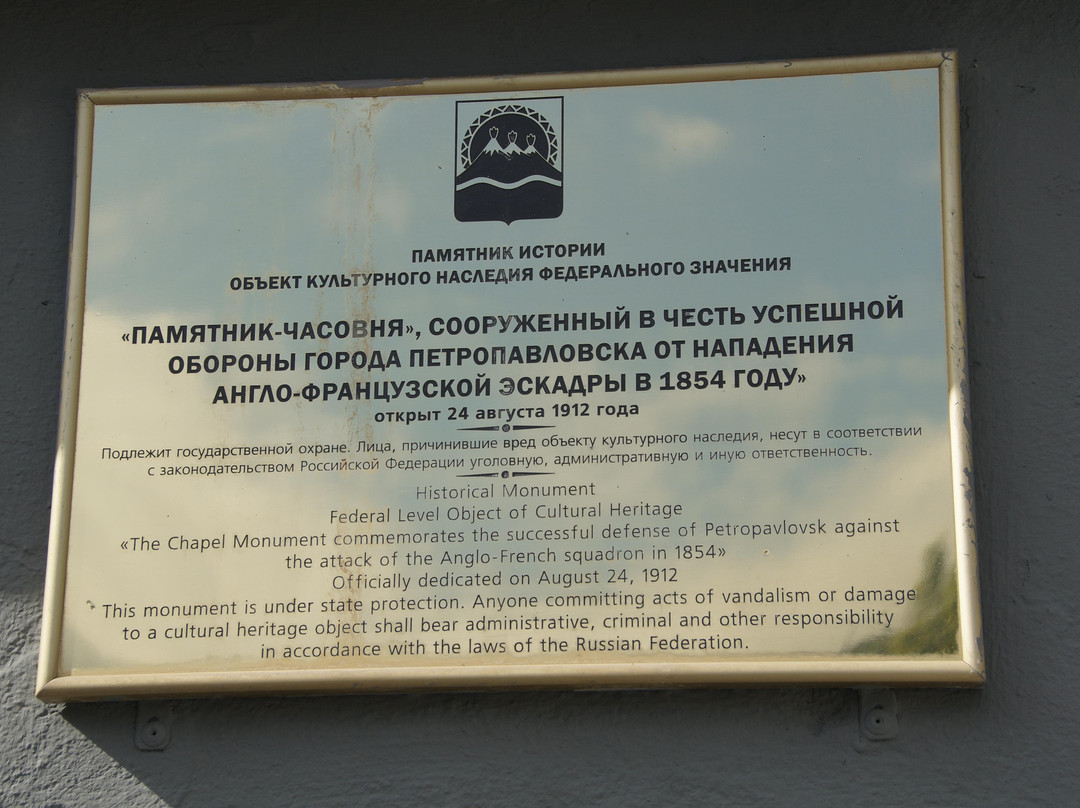 ПАМЯТНИК ИСТОРИИ
ОБЪЕКТ КУЛЬТУРНОГО НАСЛЕДИЯ ФЕДЕРАЛЬНОГО ЗНАЧЕНИЯ
«ПАМЯТНИК-ЧАСОВНЯ», СООРУЖЕННЫЙ В ЧЕСТЬ УСПЕШНОЙ
ОБОРОНЫ ГОРОДА ПЕТРОПАВЛОВСКА ОТ НАПАДЕНИЯ
АНГЛО-ФРАНЦУЗСКОЙ ЭСКАДРЫ В 1854 ГОДУ»
открыт 24 августа 1912 года
Подлежит государственной охране. Лица, причинившие вред объекту культурного наследия, несут в соответствии
с законодательством Российской Федерации уголовную, административную и иную ответственность.
Historical Monument
Federal Level Object of Cultural Heritage
«The Chapel Monument commemorates the successful defense of Petropavlovsk against
the attack of the Anglo-French squadron in 1854»
Officially dedicated on August 24, 1912
This monument is under state protection. Anyone committing acts of vandalism or damage
to a cultural heritage object shall bear administrative, criminal and other responsibility
in accordance with the laws of the Russian Federation.